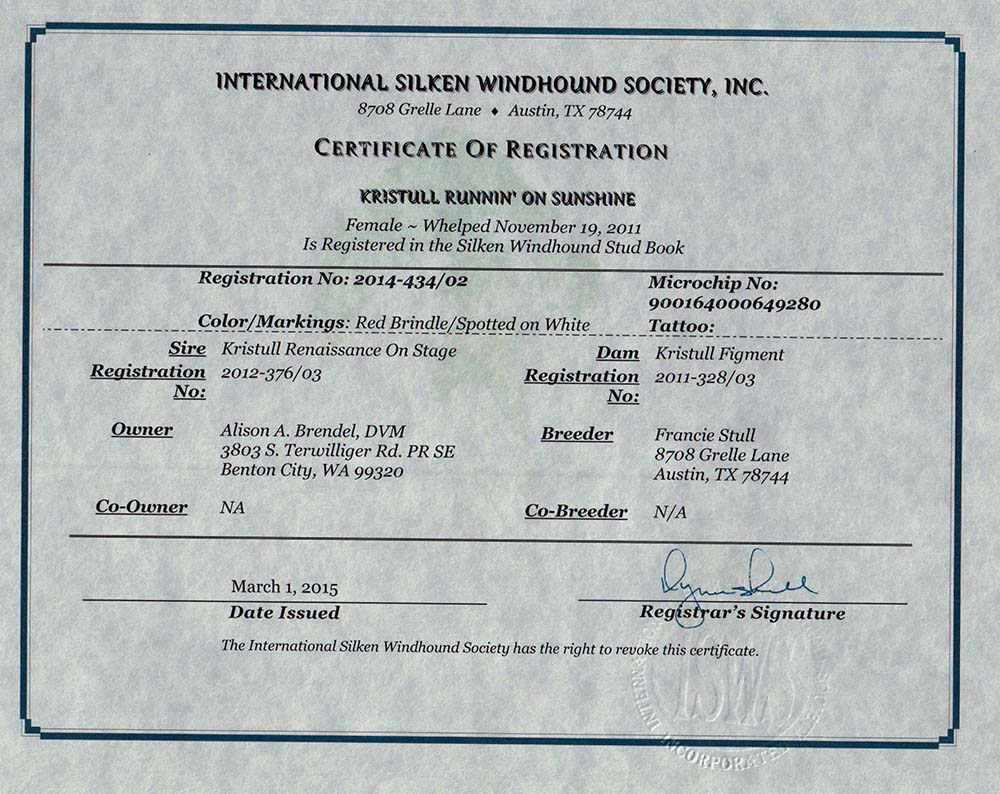 INTERNATIONAL SILKEN WINDHOUND SOCIETY, INC.
8708 Grelle Lane ♦ Austin, TX 78744
CERTIFICATE OF REGISTRATION
KRISTULL RUNNIN' ON SUNSHINE
Female ~ Whelped November 19, 2011
Is Registered in the Silken Windhound Stud Book
Registration No: 2014-434/02
Microchip No:
900164000649280
Color/Markings: Red Brindle/Spotted on White
Tattoo:
Sire Kristull Renaissance On Stage
Registration 2012-376/03
No:
Dam Kristull Figment
Registration 2011-328/03
No:
Owner Alison A. Brendel, DVM
3803 S. Terwilliger Rd. PR SE
Benton City, WA 99320
Breeder Francie Stull
8708 Grelle Lane
Austin, TX 78744
Co-Owner NA
Co-Breeder N/A
March 1, 2015
Date Issued
Registrar's Signature
The International Silken Windhound Society has the right to revoke this certificate.
ISWS
INCORPORATED